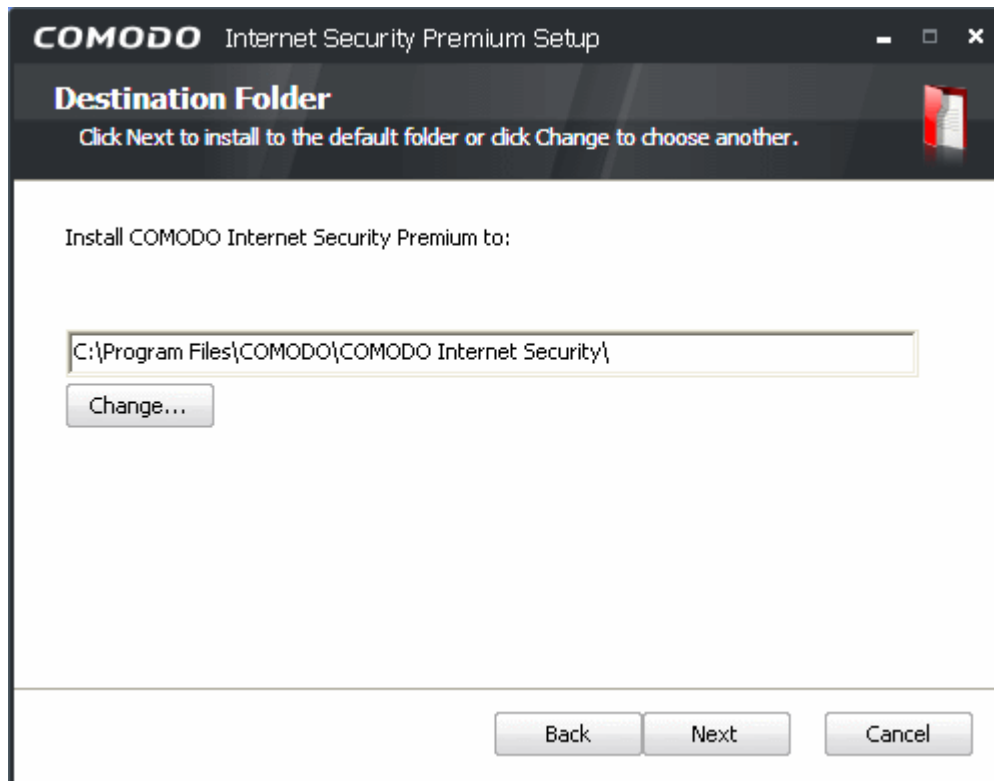 COMODO Internet Security Premium Setup
Destination Folder
Click Next to install to the default folder or click Change to choose another.
Install COMODO Internet Security Premium to:
C:\Program Files\COMODO\COMODO Internet Security\
Change...
Back Next Cancel